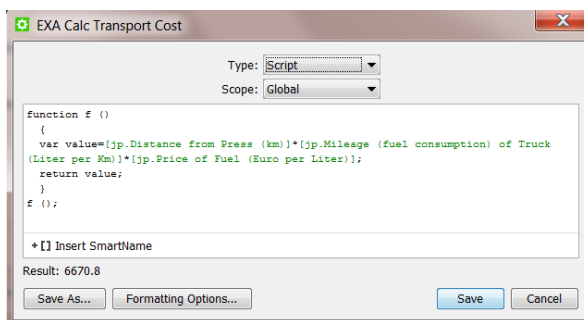 EXA Calc Transport Cost
X
Type: Script
Scope: Global
function f ()
{
var value=[jp.Distance from Press (km)]*[jp.Mileage (fuel consumption) of Truck
(Liter per Km)]*[jp.Price of Fuel (Euro per Liter)];
return value;
}
f ();
+[] Insert SmartName
Result: 6670.8
Save As... Formatting Options... Save Cancel